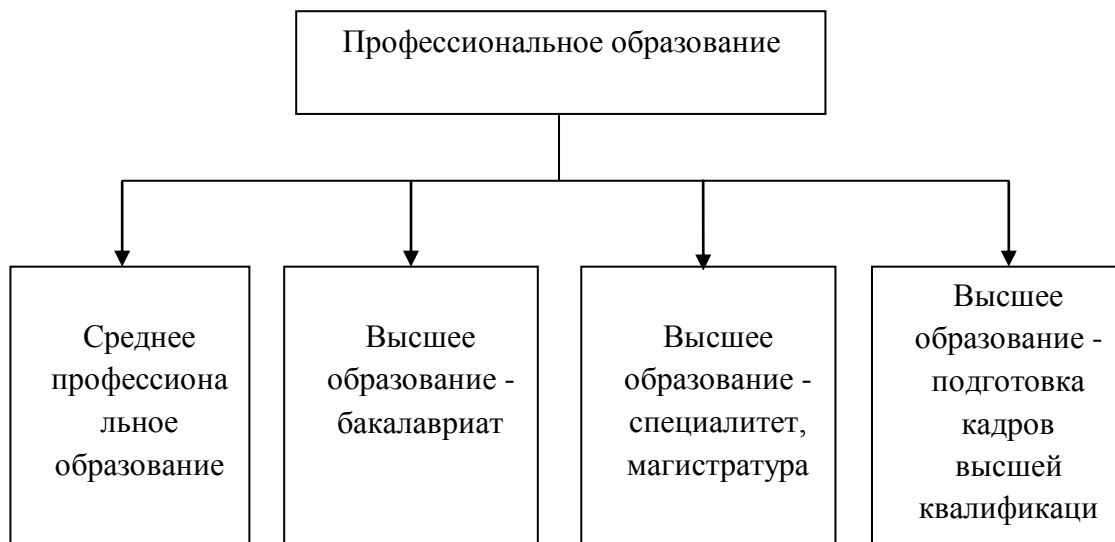 Профессиональное образование
Среднее
профессиона
льное
образование
Высшее
образование -
бакалавриат
Высшее
образование -
специалитет,
магистратура
Высшее
образование -
подготовка
кадров
высшей
квалификаци